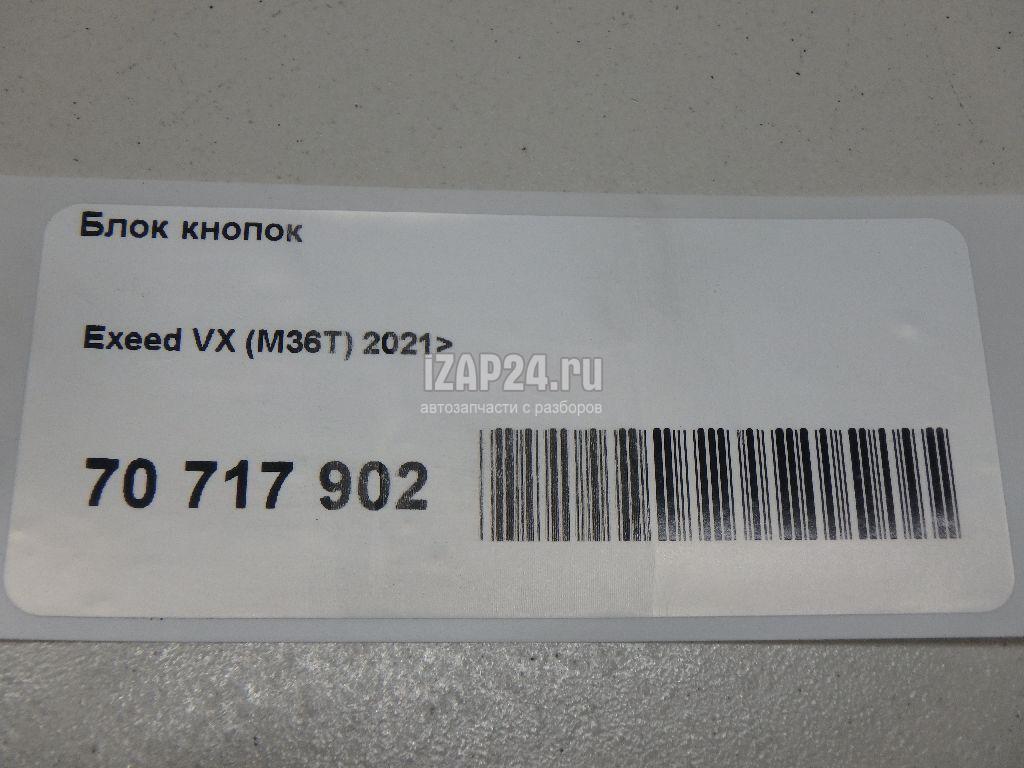 Блок кнопок
Exeed VX (M36T) 2021>
iZAP24.ru
автозапчасти с разборов
70 717 902